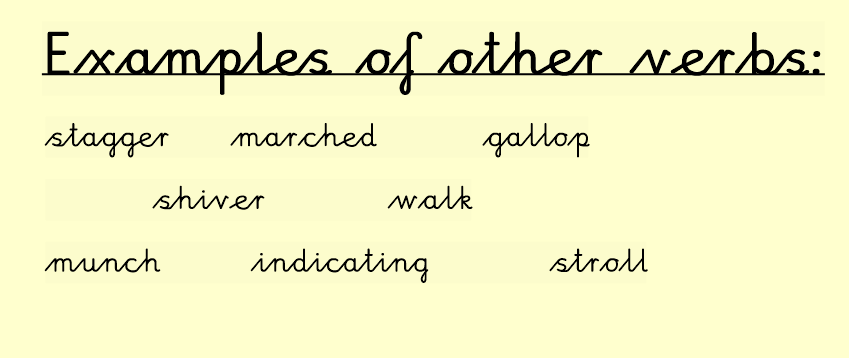 Examples of other verbs:
stagger marched gallop
shiver walk
munch indicating stroll